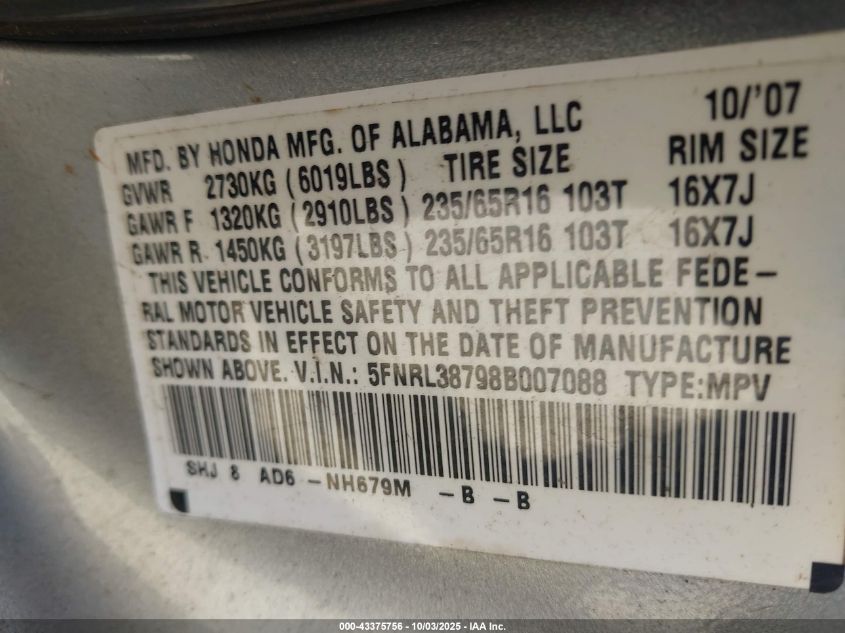 MFD. BY HONDA MFG. OF ALABAMA, LLC 10/'07
GVWR 2730KG (6019LBS) TIRE SIZE RIM SIZE
GAWR F 1320KG (2910LBS) 235/65R16 103T 16X7J
GAWR R 1450KG (3197LBS) 235/65R16 103T 16X7J
THIS VEHICLE CONFORMS TO ALL APPLICABLE FEDE-
RAL MOTOR VEHICLE SAFETY AND THEFT PREVENTION
STANDARDS IN EFFECT ON THE DATE OF MANUFACTURE
SHOWN ABOVE. V.I.N.: 5FNRL38798B007088 TYPE:MPV
SHJ 8 AD6 -NH679M -B -B
000-43375756 - 10/03/2025 - IAA Inc.